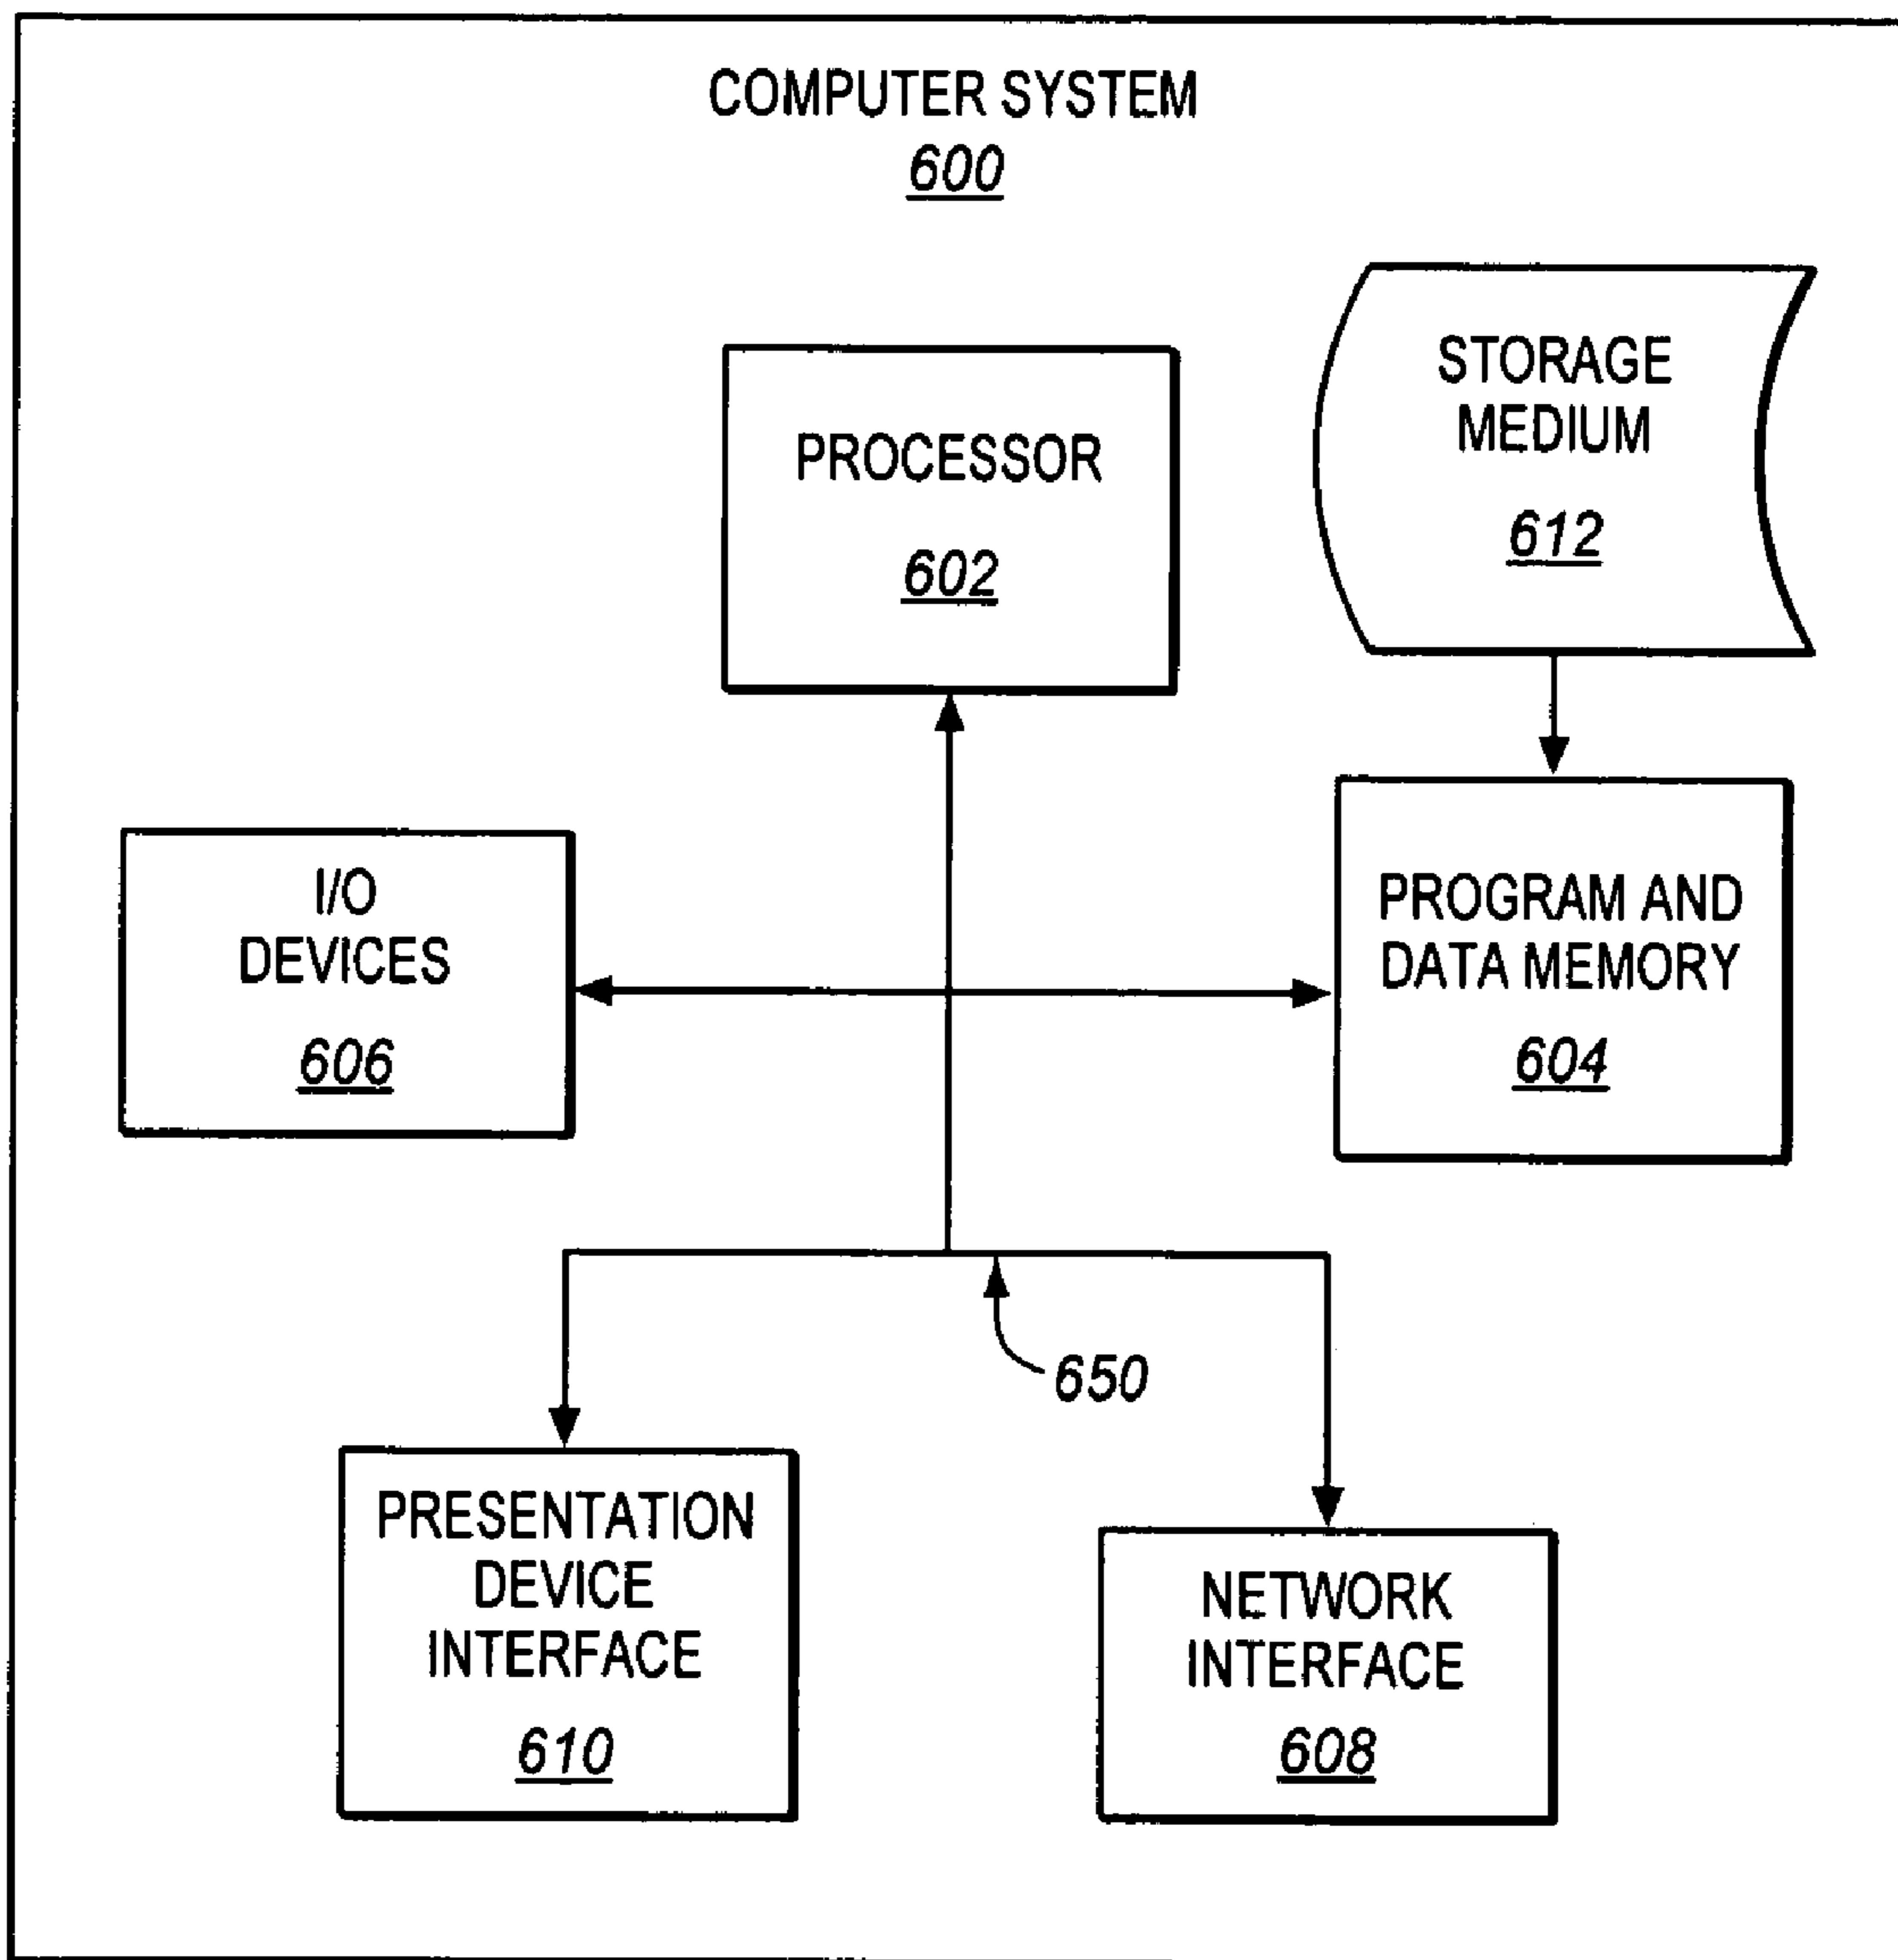 COMPUTER SYSTEM
600
PROCESSOR
602
STORAGE
MEDIUM
612
I/O
DEVICES
606
PROGRAM AND
DATA MEMORY
604
650
PRESENTATION
DEVICE
INTERFACE
610
NETWORK
INTERFACE
608